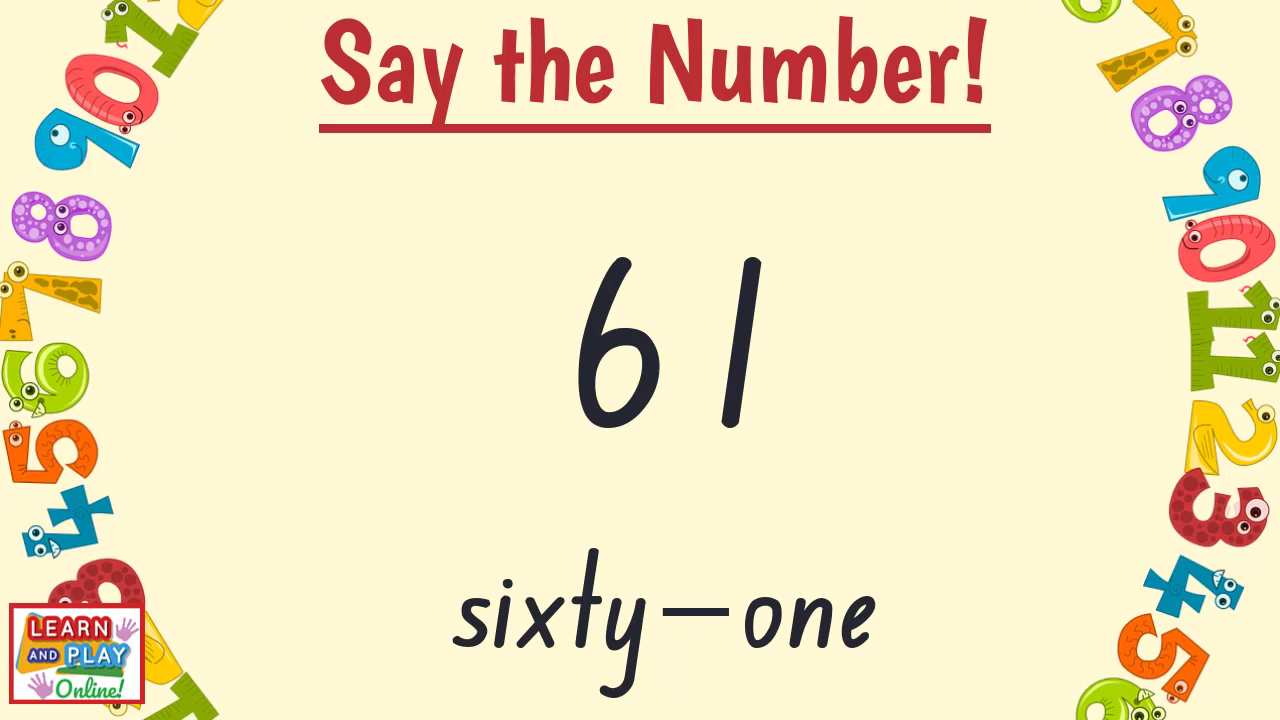 Say the Number!
61
sixty-one
LEARN
AND PLAY
Online!